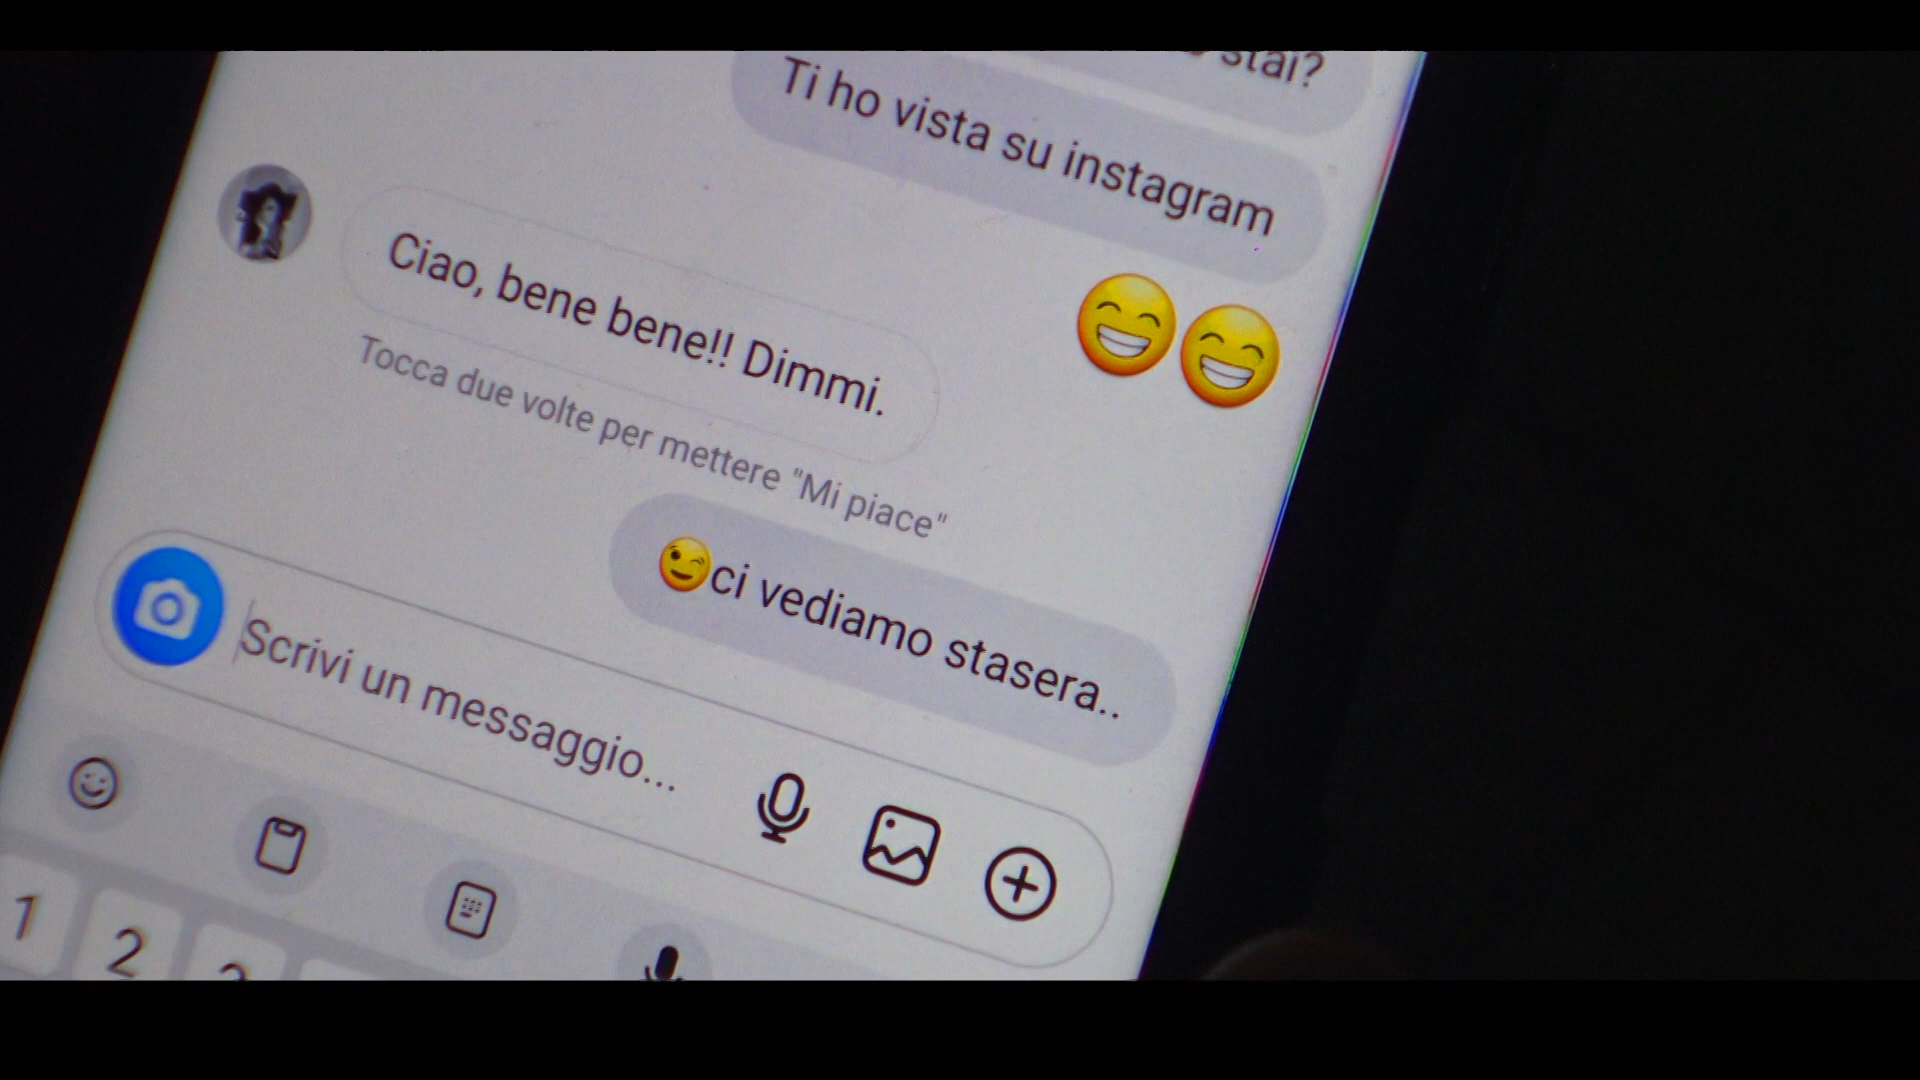 stai?
Ti ho vista su instagram
😁😁
Ciao, bene bene!! Dimmi.
Tocca due volte per mettere "Mi piace"
😉ci vediamo stasera..
Scrivi un messaggio...
1 2